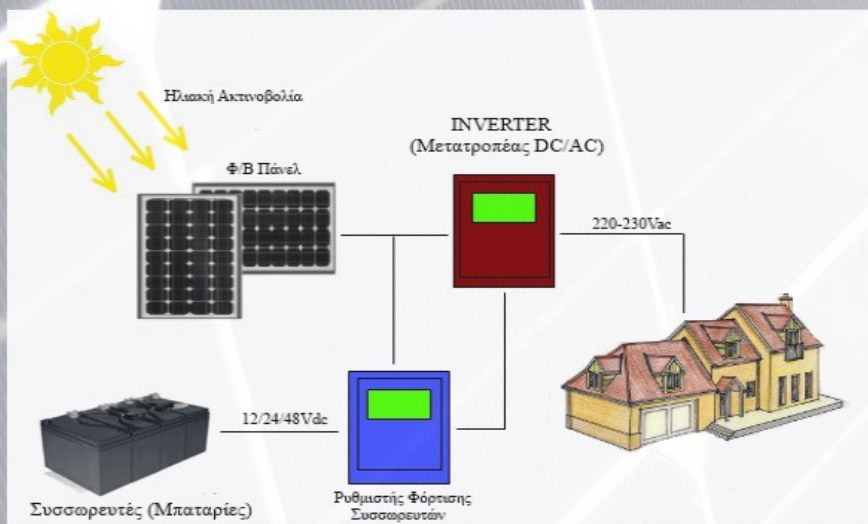 Ηλιακή Ακτινοβολία
INVERTER
(Μετατροπέας DC/AC)
Φ/Β Πάνελ
220-230Vac
12/24/48Vdc
Συσσωρευτές (Μπαταρίες)
Ρυθμιστής Φόρτισης
Συσσωρευτών